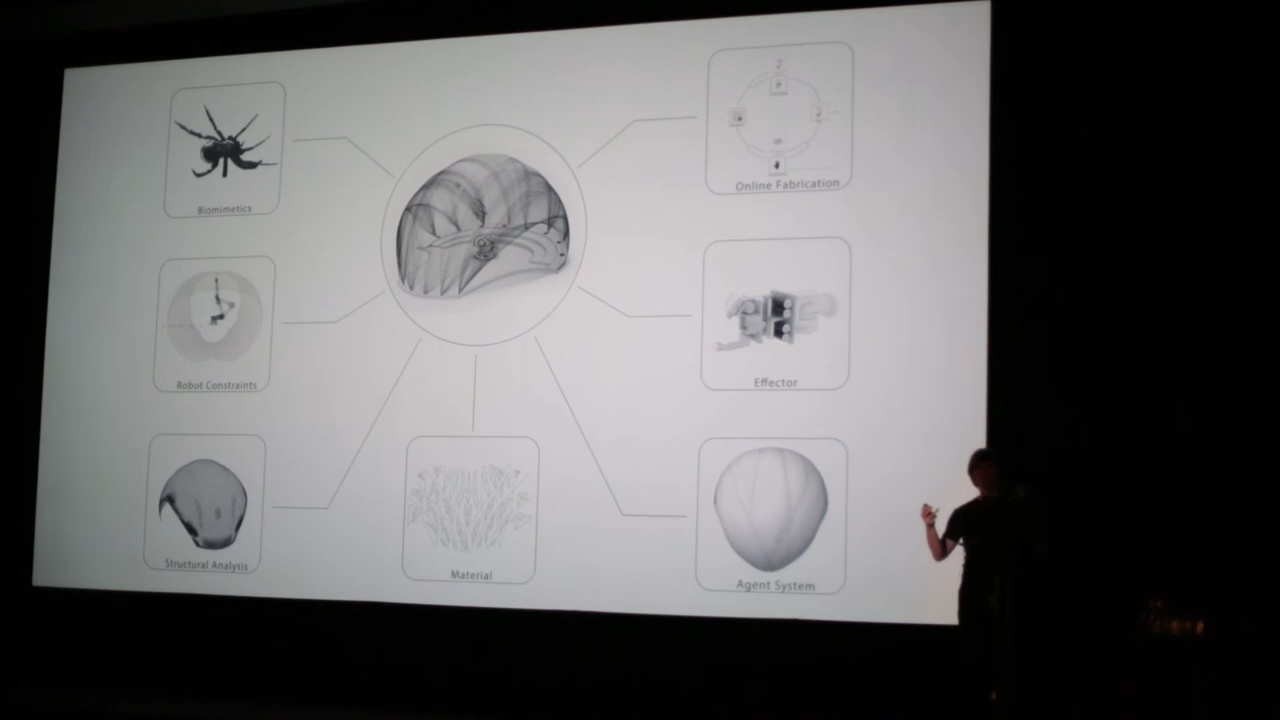 Biomimetics
Online Fabrication
Robot Constraints
Effector
Structural Analysis
Material
Agent System